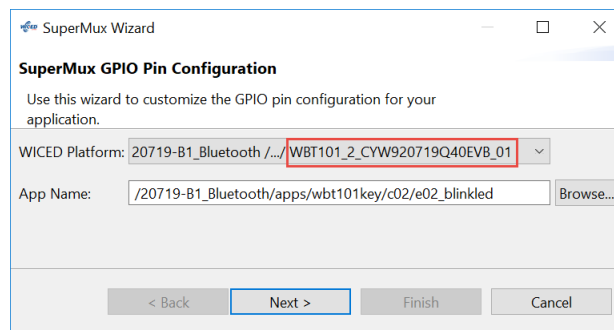 SuperMux Wizard
SuperMux GPIO Pin Configuration
Use this wizard to customize the GPIO pin configuration for your
application.
WICED Platform: 20719-B1_Bluetooth /.../ WBT101_2_CYW920719Q40EVB_01
App Name: /20719-B1_Bluetooth/apps/wbt101key/c02/e02_blinkled Browse...
< Back Next > Finish Cancel